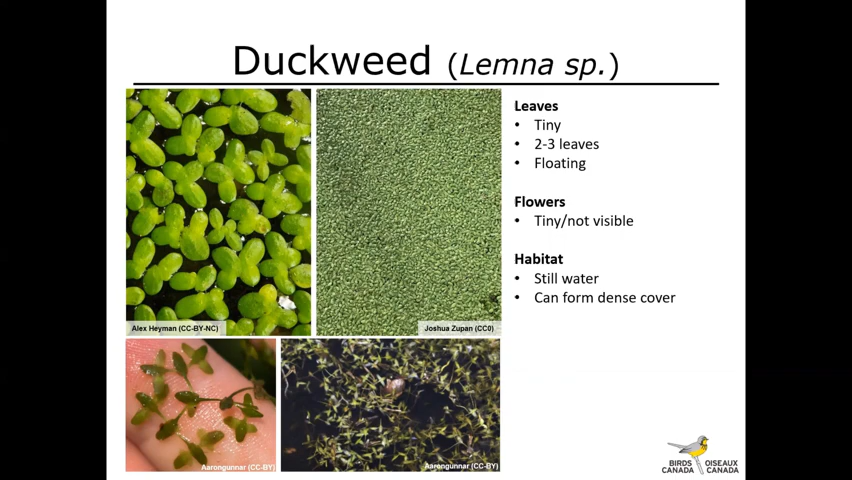 Duckweed (Lemna sp.)
Leaves
• Tiny
• 2-3 leaves
• Floating
Flowers
• Tiny/not visible
Habitat
• Still water
• Can form dense cover
Alex Heyman (CC-BY-NC)
Joshua Zupan (CC0)
Aarongunnar (CC-BY)
Aarongunnar (CC-BY)
BIRDS OISEAUX
CANADA CANADA